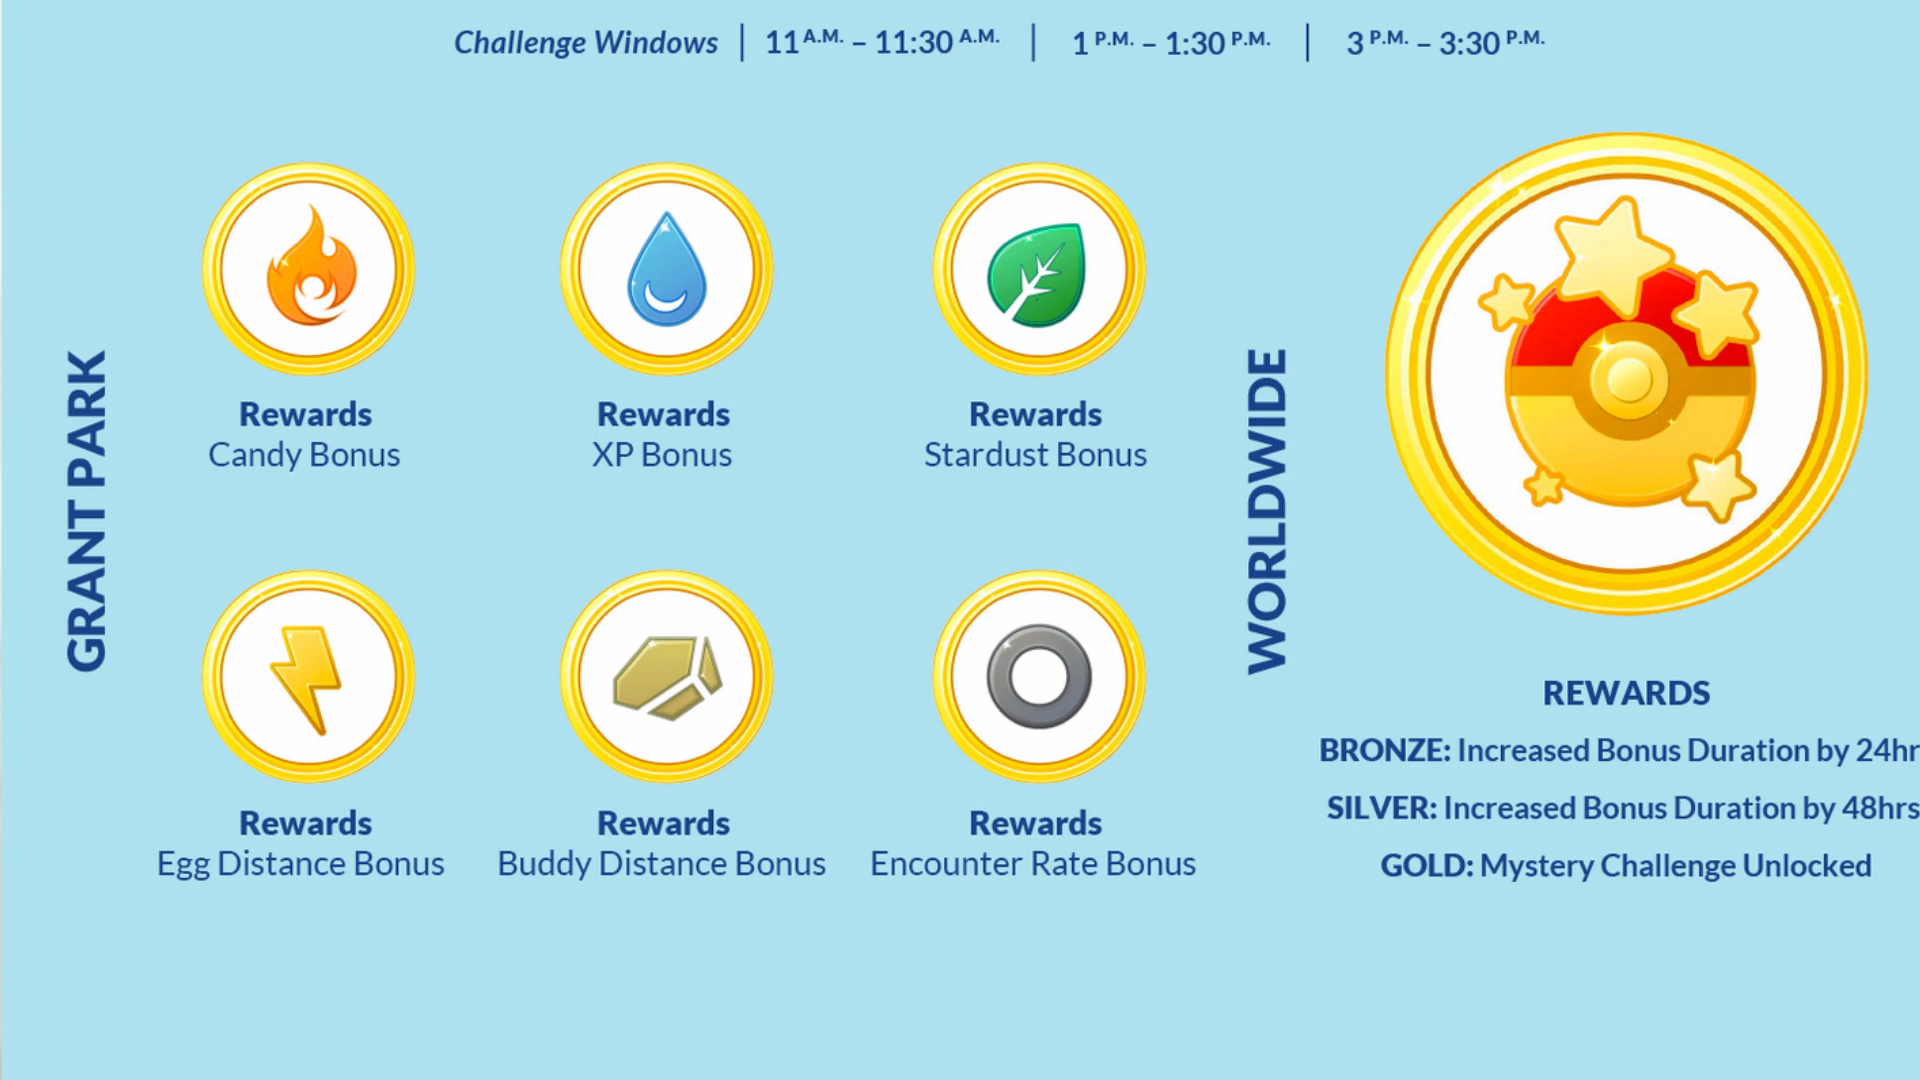 Challenge Windows | 11 A.M. – 11:30 A.M. | 1 P.M. – 1:30 P.M. | 3 P.M. – 3:30 P.M.
GRANT PARK
Rewards
Candy Bonus
Rewards
XP Bonus
Rewards
Stardust Bonus
Rewards
Egg Distance Bonus
Rewards
Buddy Distance Bonus
Rewards
Encounter Rate Bonus
WORLDWIDE
REWARDS
BRONZE: Increased Bonus Duration by 24hr
SILVER: Increased Bonus Duration by 48hrs
GOLD: Mystery Challenge Unlocked